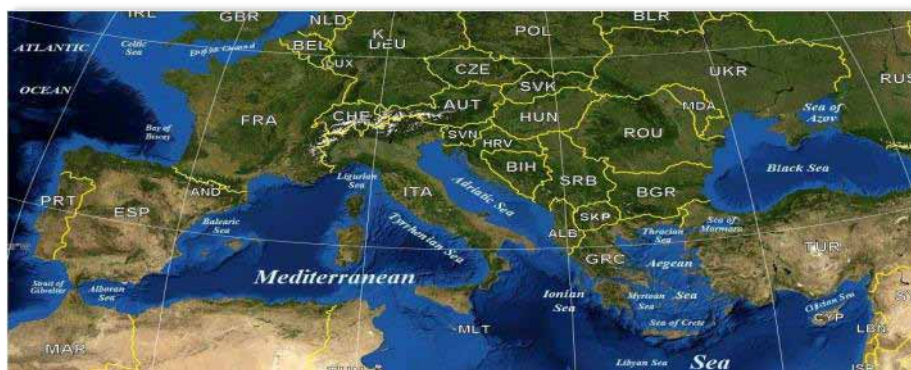 IRL
GBR
NLD
POL
BLR
ATLANTIC
Celtic
Sea
English Channel
BEL
DEU
LUX
CZE
UKR
RUS
OCEAN
SVK
AUT
FRA
CHE
HUN
MDA
Sea of
Azov
Bay of
Biscay
SVN
HRV
ROU
BIH
Black Sea
Ligurian
Sea
ITA
Adriatic Sea
SRB
PRT
ESP
AND
BGR
Balearic
Sea
Tyrrhenian Sea
SKP
ALB
Thracian
Sea
Sea of
Marmara
TUR
GRC
Aegean
Sea
Mediterranean
Strait of
Gibraltar
Alboran
Sea
Ionian
Sea
Myrtoan
Sea
Cilician Sea
CYP
MLT
Sea of Crete
LBN
MAR
Libyan Sea
Sea